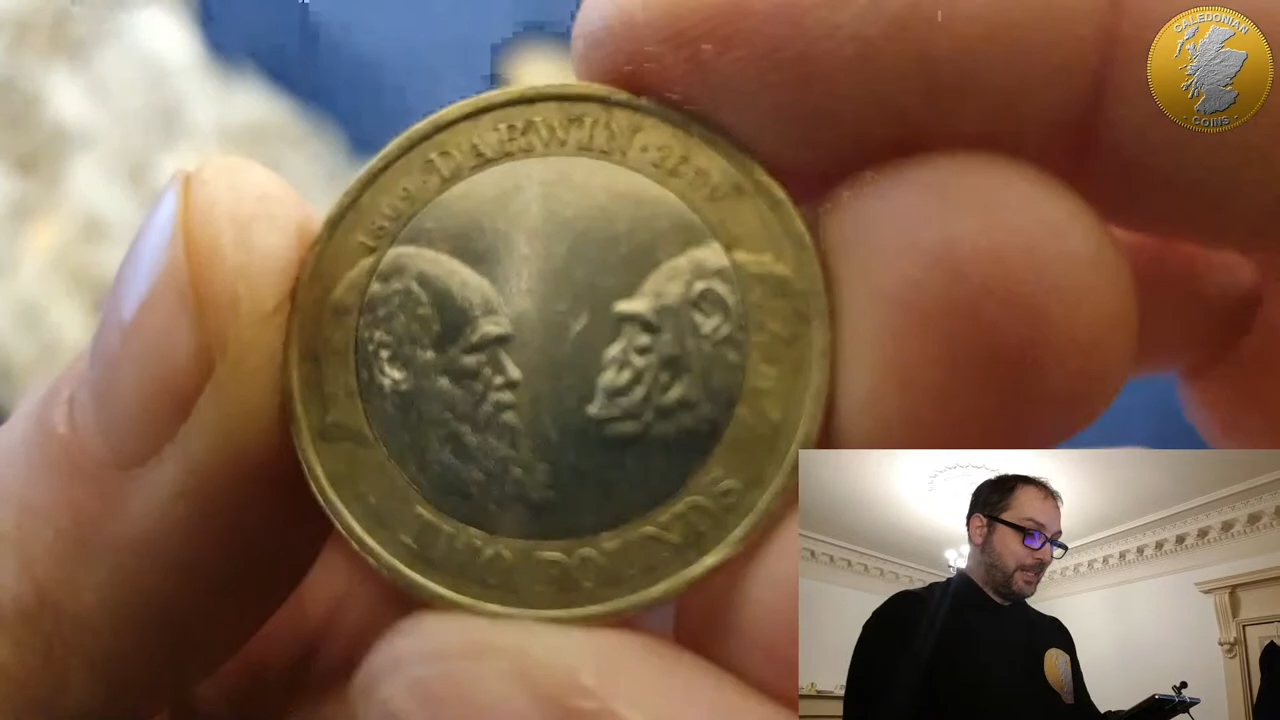 1809 · DARWIN · 2009
TWO POUNDS
CALEDONIAN
· COINS ·